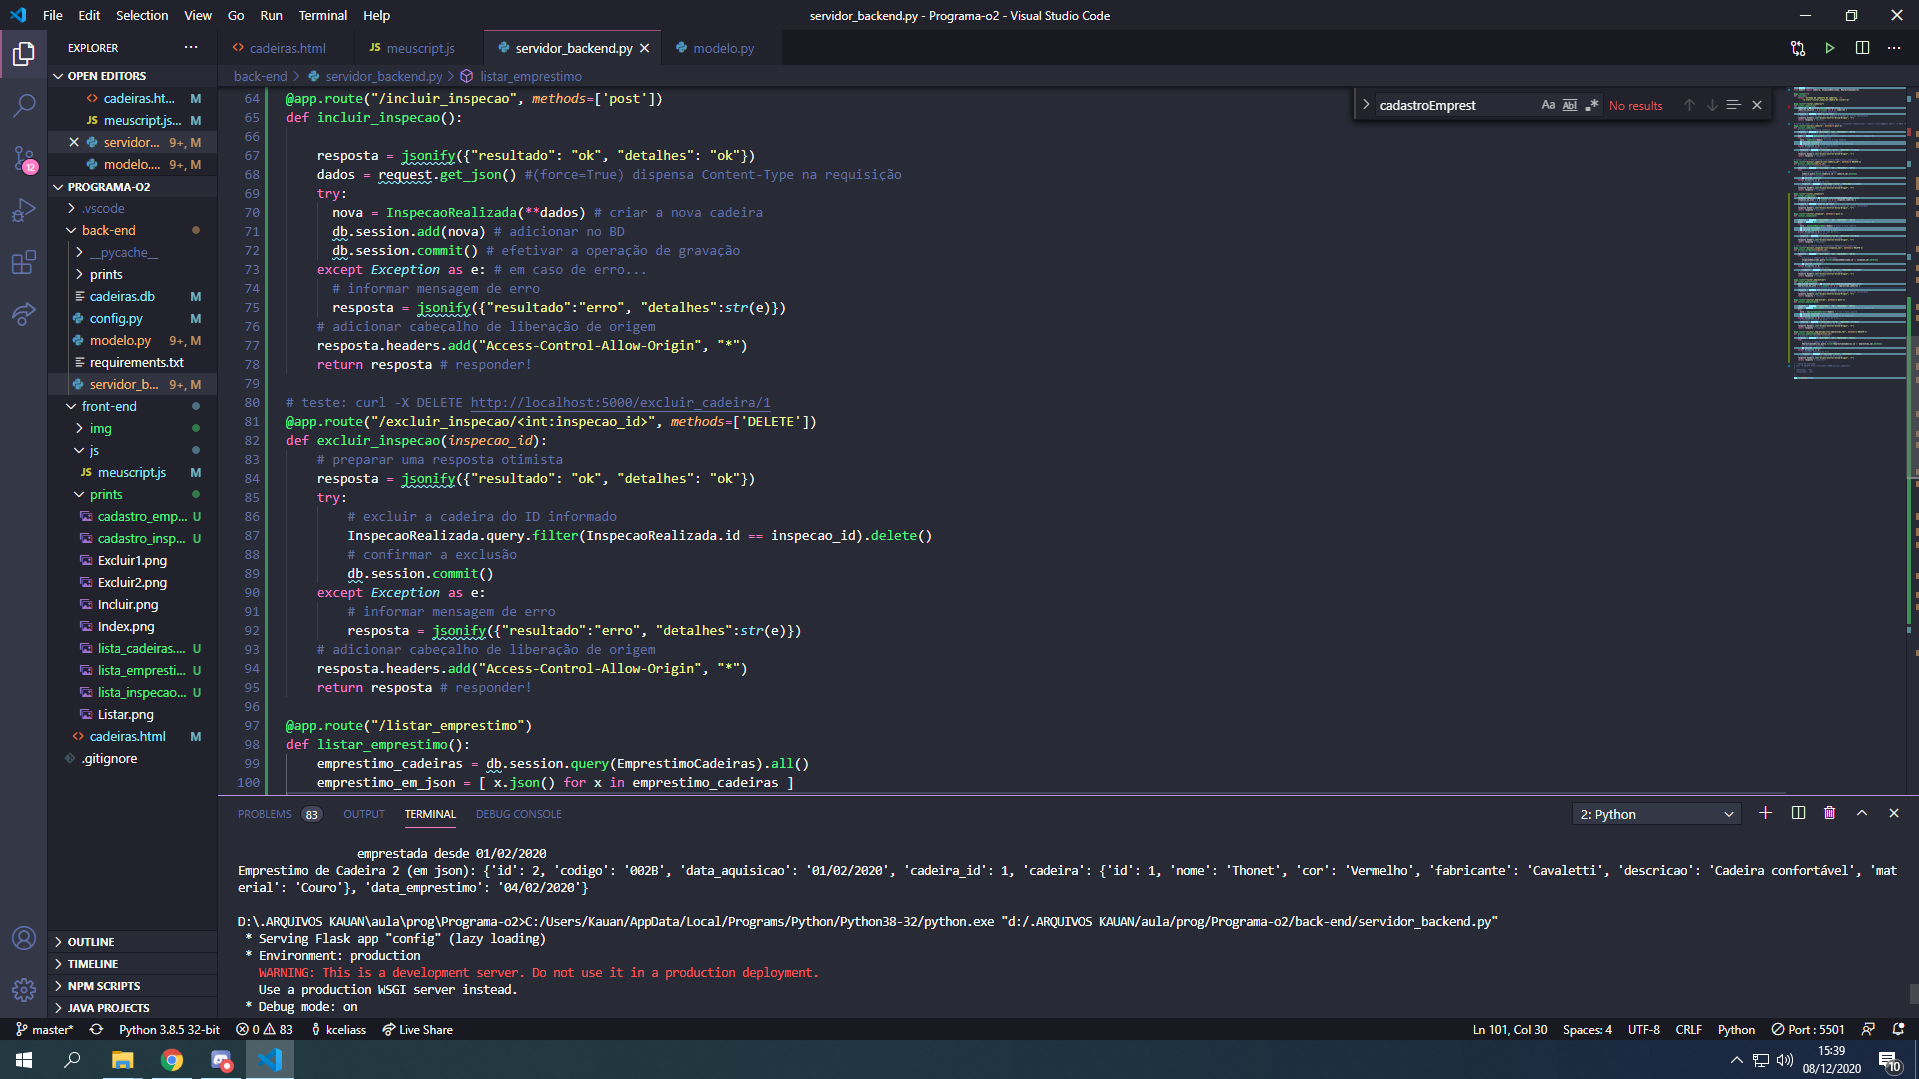 File Edit Selection View Go Run Terminal Help
servidor_backend.py - Programa-o2 - Visual Studio Code
EXPLORER
cadeiras.html
JS meuscript.js
servidor_backend.py
modelo.py
OPEN EDITORS
back-end > servidor_backend.py > listar_emprestimo
cadeiras.ht... M
JS meuscript.js... M
servidor... 9+, M
modelo.... 9+, M
PROGRAMA-O2
.vscode
back-end
__pycache__
prints
cadeiras.db M
config.py M
modelo.py 9+, M
requirements.txt
servidor_b... 9+, M
front-end
img
js
JS meuscript.js M
prints
cadastro_emp... U
cadastro_insp... U
Excluir1.png
Excluir2.png
Incluir.png
Index.png
lista_cadeiras.... U
lista_empresti... U
lista_inspecao... U
Listar.png
cadeiras.html M
.gitignore
OUTLINE
TIMELINE
NPM SCRIPTS
JAVA PROJECTS
12
cadastroEmprest Aa Abl .* No results
64 @app.route("/incluir_inspecao", methods=['post'])
65 def incluir_inspecao():
66
67 resposta = jsonify({"resultado": "ok", "detalhes": "ok"})
68 dados = request.get_json() #(force=True) dispensa Content-Type na requisição
69 try:
70 nova = InspecaoRealizada(**dados) # criar a nova cadeira
71 db.session.add(nova) # adicionar no BD
72 db.session.commit() # efetivar a operação de gravação
73 except Exception as e: # em caso de erro...
74 # informar mensagem de erro
75 resposta = jsonify({"resultado":"erro", "detalhes":str(e)})
76 # adicionar cabeçalho de liberação de origem
77 resposta.headers.add("Access-Control-Allow-Origin", "*")
78 return resposta # responder!
79
80 # teste: curl -X DELETE http://localhost:5000/excluir_cadeira/1
81 @app.route("/excluir_inspecao/<int:inspecao_id>", methods=['DELETE'])
82 def excluir_inspecao(inspecao_id):
83 # preparar uma resposta otimista
84 resposta = jsonify({"resultado": "ok", "detalhes": "ok"})
85 try:
86 # excluir a cadeira do ID informado
87 InspecaoRealizada.query.filter(InspecaoRealizada.id == inspecao_id).delete()
88 # confirmar a exclusão
89 db.session.commit()
90 except Exception as e:
91 # informar mensagem de erro
92 resposta = jsonify({"resultado":"erro", "detalhes":str(e)})
93 # adicionar cabeçalho de liberação de origem
94 resposta.headers.add("Access-Control-Allow-Origin", "*")
95 return resposta # responder!
96
97 @app.route("/listar_emprestimo")
98 def listar_emprestimo():
99 emprestimo_cadeiras = db.session.query(EmprestimoCadeiras).all()
100 emprestimo_em_json = [ x.json() for x in emprestimo_cadeiras ]
PROBLEMS 83 OUTPUT TERMINAL DEBUG CONSOLE
2: Python
emprestada desde 01/02/2020
Emprestimo de Cadeira 2 (em json): {'id': 2, 'codigo': '002B', 'data_aquisicao': '01/02/2020', 'cadeira_id': 1, 'cadeira': {'id': 1, 'nome': 'Thonet', 'cor': 'Vermelho', 'fabricante': 'Cavaletti', 'descricao': 'Cadeira confortável', 'mat
erial': 'Couro'}, 'data_emprestimo': '04/02/2020'}
D:\.ARQUIVOS KAUAN\aula\prog\Programa-o2>C:/Users/Kauan/AppData/Local/Programs/Python/Python38-32/python.exe "d:/.ARQUIVOS KAUAN/aula/prog/Programa-o2/back-end/servidor_backend.py"
* Serving Flask app "config" (lazy loading)
* Environment: production
WARNING: This is a development server. Do not use it in a production deployment.
Use a production WSGI server instead.
* Debug mode: on
master* Python 3.8.5 32-bit 0 83 kceliass Live Share
Ln 101, Col 30 Spaces: 4 UTF-8 CRLF Python Port : 5501
15:39
08/12/2020
10